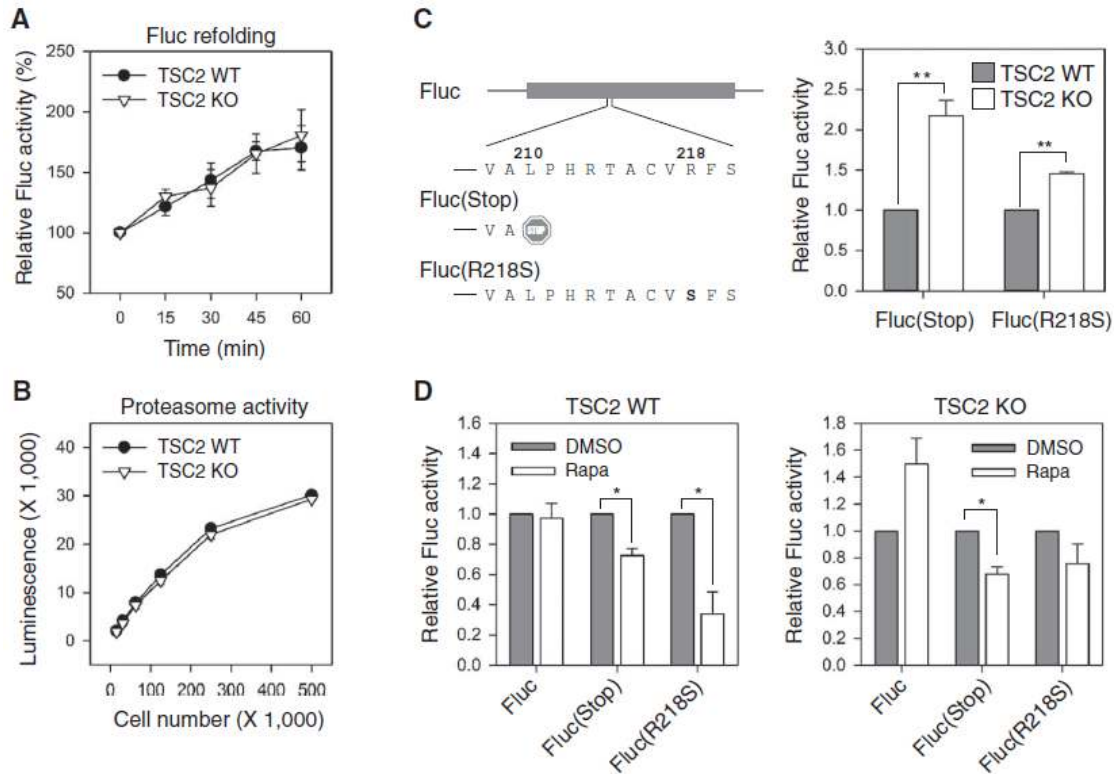 A
Fluc refolding
Relative Fluc activity (%)
250
200
150
100
50
TSC2 WT
TSC2 KO
0 15 30 45 60
Time (min)
B
Proteasome activity
Luminescence (X 1,000)
40
30
20
10
0
TSC2 WT
TSC2 KO
0 100 200 300 400 500
Cell number (X 1,000)
C
Fluc
210 218
V A L P H R T A C V R F S
Fluc(Stop)
V A STOP
Fluc(R218S)
V A L P H R T A C V S F S
Relative Fluc activity
3.0
2.5
2.0
1.5
1.0
0.5
0.0
TSC2 WT
TSC2 KO
**
**
Fluc(Stop) Fluc(R218S)
D
TSC2 WT
Relative Fluc activity
1.6
1.4
1.2
1.0
0.8
0.6
0.4
0.2
0.0
DMSO
Rapa
*
*
Fluc
Fluc(Stop)
Fluc(R218S)
TSC2 KO
Relative Fluc activity
1.8
1.6
1.4
1.2
1.0
0.8
0.6
0.4
0.2
0.0
DMSO
Rapa
*
Fluc
Fluc(Stop)
Fluc(R218S)